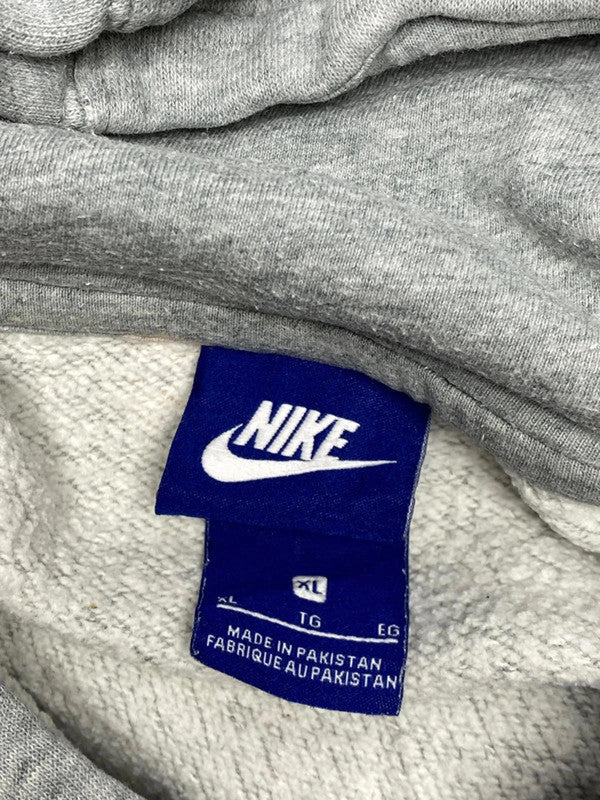 NIKE
XL
XL TG EG
MADE IN PAKISTAN
FABRIQUE AU PAKISTAN